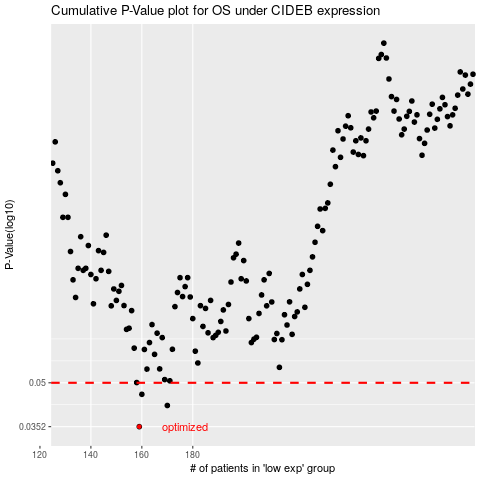 Cumulative P-Value plot for OS under CIDEB expression
P-Value(log10)
0.05
0.0352
optimized
120 140 160 180
# of patients in 'low exp' group